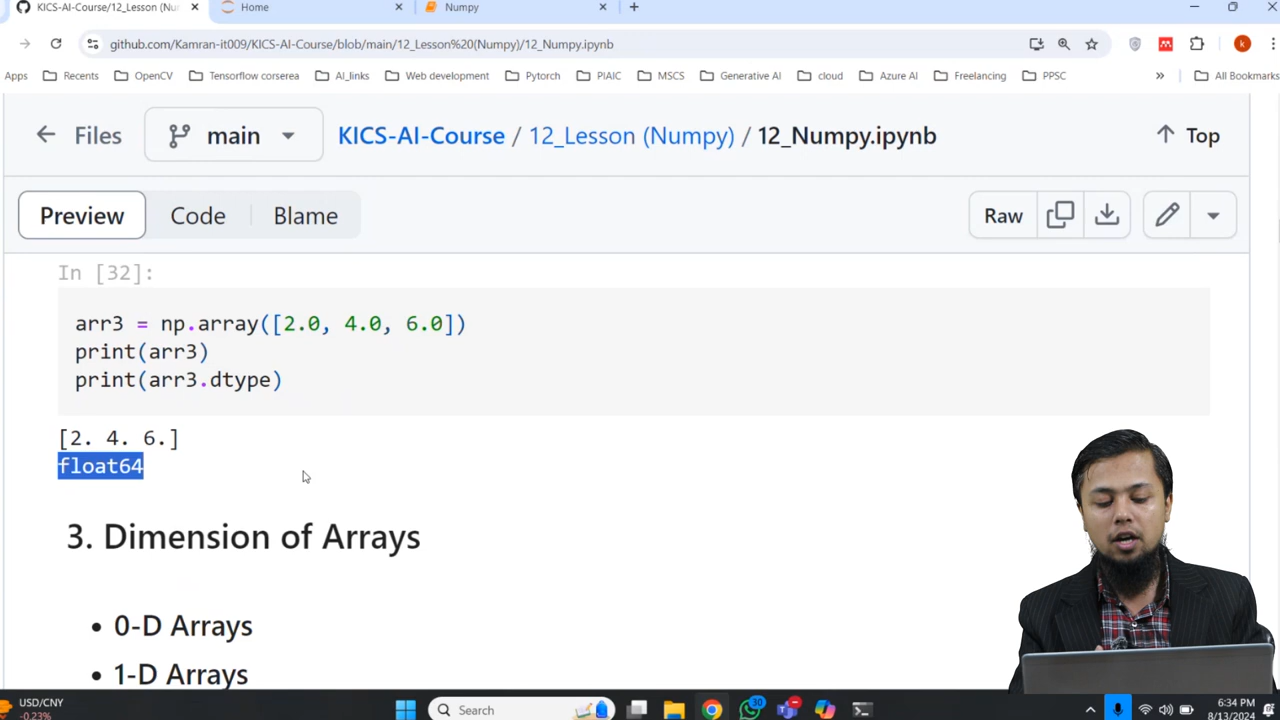 KICS-AI-Course/12_Lesson (Nu
Home
Numpy
github.com/Kamran-it009/KICS-AI-Course/blob/main/12_Lesson%20(Numpy)/12_Numpy.ipynb
k
Apps
Recents
OpenCV
Tensorflow corserea
AI_links
Web development
Pytorch
PIAIC
MSCS
Generative AI
cloud
Azure AI
Freelancing
PPSC
»
All Bookmarks
Files
main
KICS-AI-Course / 12_Lesson (Numpy) / 12_Numpy.ipynb
Top
Preview
Code
Blame
Raw
In [32]:
arr3 = np.array([2.0, 4.0, 6.0])
print(arr3)
print(arr3.dtype)
[2. 4. 6.]
float64
3. Dimension of Arrays
• 0-D Arrays
• 1-D Arrays
USD/CNY
-0.23%
Search
30
6:34 PM
8/13/2024